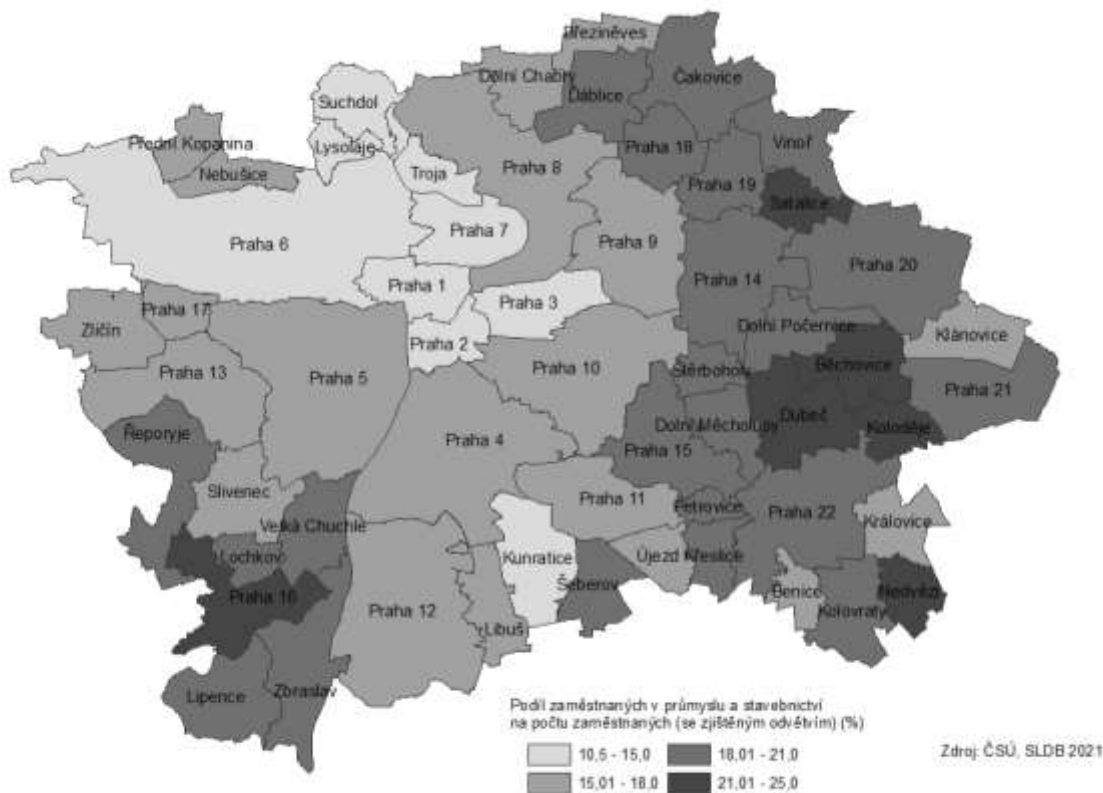 Březiněves
Dolní Chabry
Čakovice
Ďáblice
Suchdol
Přední Kopanina
Lysolaje
Nebušice
Troja
Praha 8
Praha 18
Vinoř
Praha 19
Satalice
Praha 7
Praha 9
Praha 6
Praha 20
Praha 14
Praha 1
Praha 3
Praha 17
Zličín
Dolní Počernice
Klánovice
Praha 2
Praha 13
Praha 5
Praha 10
Štěrboholy
Běchovice
Praha 21
Řeporyje
Praha 4
Dolní Měcholupy
Dubeč
Koloděje
Praha 15
Slivenec
Praha 11
Petrovice
Praha 22
Královice
Velká Chuchle
Lochkov
Kunratice
Újezd
Křeslice
Šeberov
Praha 16
Benice
Nedvězí
Kolovraty
Praha 12
Libuš
Lipence
Zbraslav
Podíl zaměstnaných v průmyslu a stavebnictví
na počtu zaměstnaných (se zjištěným odvětvím) (%)
10,5 - 15,0
18,01 - 21,0
15,01 - 18,0
21,01 - 25,0
Zdroj: ČSÚ, SLDB 2021